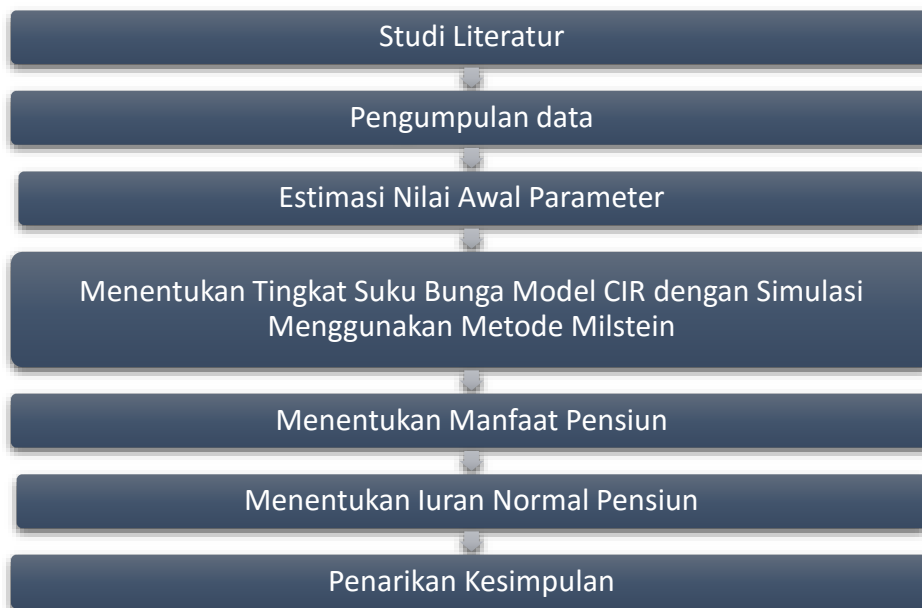 Studi Literatur
Pengumpulan data
Estimasi Nilai Awal Parameter
Menentukan Tingkat Suku Bunga Model CIR dengan Simulasi
Menggunakan Metode Milstein
Menentukan Manfaat Pensiun
Menentukan Iuran Normal Pensiun
Penarikan Kesimpulan